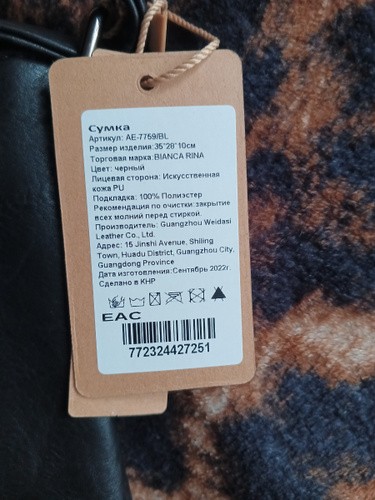 Сумка
Артикул: AE-7759/BL
Размер изделия:35*28*10см
Торговая марка:BIANCA RINA
Цвет: черный
Лицевая сторона: Искусственная
кожа PU
Подкладка: 100% Полиэстер
Рекомендация по очистки:закрытие
всех молний перед стиркой.
Производитель: Guangzhou Weidasi
Leather Co., Ltd.
Адрес: 15 Jinshi Avenue, Shiling
Town, Huadu District, Guangzhou City,
Guangdong Province
Дата изготовления:Сентябрь 2022г.
Сделано в КНР
EAC
772324427251